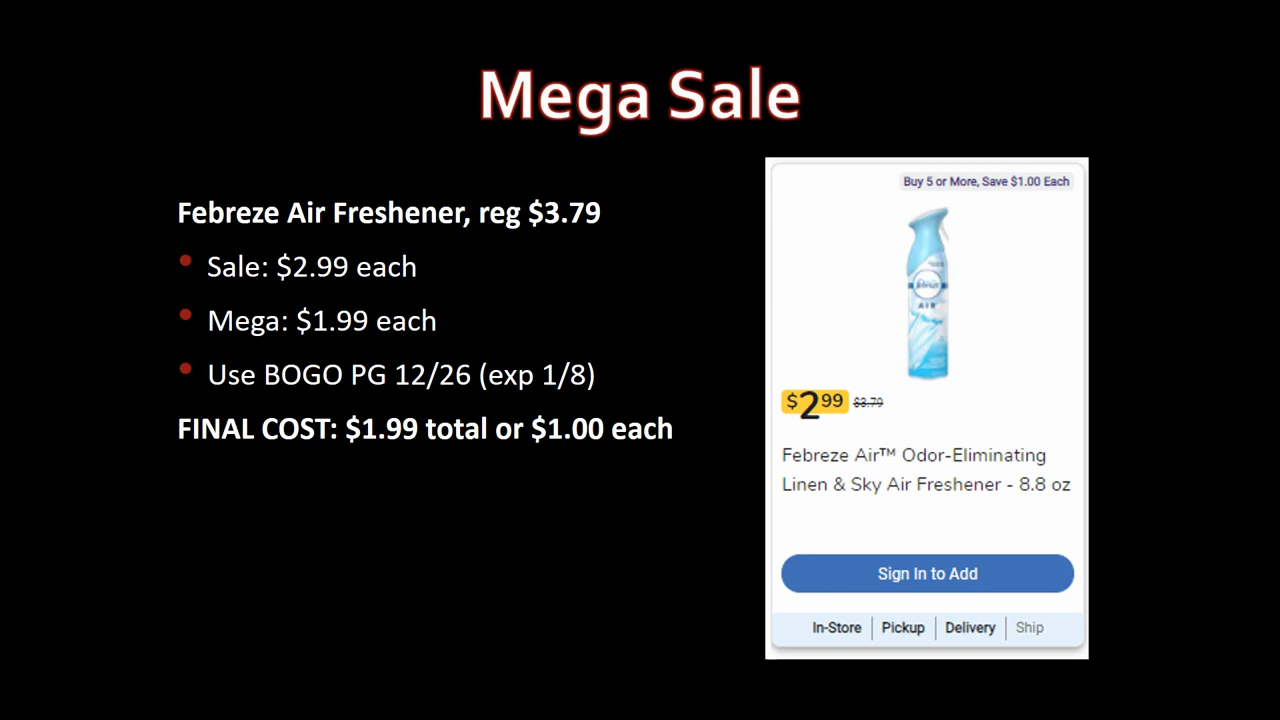 Mega Sale
Febreze Air Freshener, reg $3.79
• Sale: $2.99 each
• Mega: $1.99 each
• Use BOGO PG 12/26 (exp 1/8)
FINAL COST: $1.99 total or $1.00 each
Buy 5 or More, Save $1.00 Each
febreze
AIR
$2.99 $3.79
Febreze Air™ Odor-Eliminating
Linen & Sky Air Freshener - 8.8 oz
Sign In to Add
In-Store | Pickup | Delivery | Ship